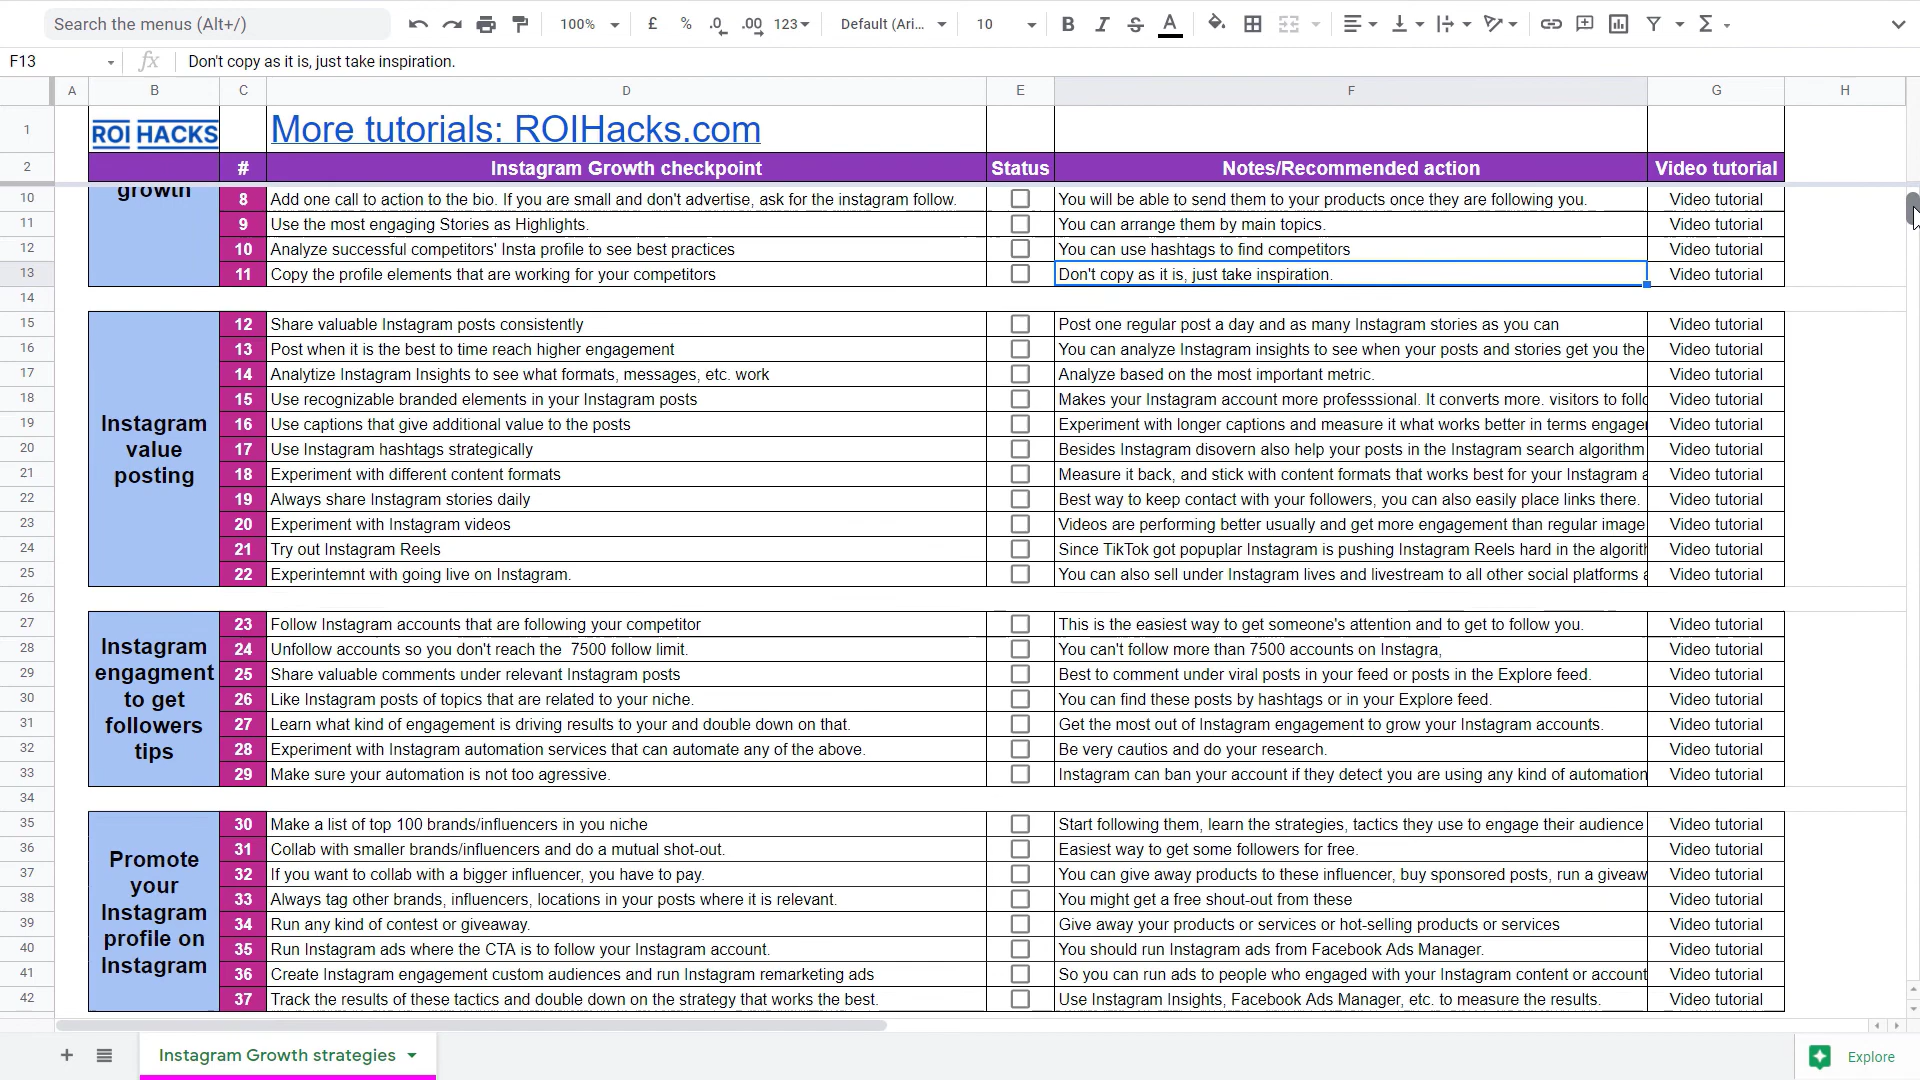 Search the menus (Alt+/)
100%
£
%
.0
.00
123
Default (Ari...
10
B
I
S
A
Σ
F13
fx
Don't copy as it is, just take inspiration.
A B C D E F G H
1 ROI HACKS More tutorials: ROIHacks.com
2 # Instagram Growth checkpoint Status Notes/Recommended action Video tutorial
growth
10 8 Add one call to action to the bio. If you are small and don't advertise, ask for the instagram follow. You will be able to send them to your products once they are following you. Video tutorial
11 9 Use the most engaging Stories as Highlights. You can arrange them by main topics. Video tutorial
12 10 Analyze successful competitors' Insta profile to see best practices You can use hashtags to find competitors Video tutorial
13 11 Copy the profile elements that are working for your competitors Don't copy as it is, just take inspiration. Video tutorial
14
Instagram
value
posting
15 12 Share valuable Instagram posts consistently Post one regular post a day and as many Instagram stories as you can Video tutorial
16 13 Post when it is the best to time reach higher engagement You can analyze Instagram insights to see when your posts and stories get you the Video tutorial
17 14 Analytize Instagram Insights to see what formats, messages, etc. work Analyze based on the most important metric. Video tutorial
18 15 Use recognizable branded elements in your Instagram posts Makes your Instagram account more professsional. It converts more. visitors to follo Video tutorial
19 16 Use captions that give additional value to the posts Experiment with longer captions and measure it what works better in terms engager Video tutorial
20 17 Use Instagram hashtags strategically Besides Instagram disovern also help your posts in the Instagram search algorithm Video tutorial
21 18 Experiment with different content formats Measure it back, and stick with content formats that works best for your Instagram a Video tutorial
22 19 Always share Instagram stories daily Best way to keep contact with your followers, you can also easily place links there. Video tutorial
23 20 Experiment with Instagram videos Videos are performing better usually and get more engagement than regular image Video tutorial
24 21 Try out Instagram Reels Since TikTok got popuplar Instagram is pushing Instagram Reels hard in the algorith Video tutorial
25 22 Experintemnt with going live on Instagram. You can also sell under Instagram lives and livestream to all other social platforms a Video tutorial
26
Instagram
engagment
to get
followers
tips
27 23 Follow Instagram accounts that are following your competitor This is the easiest way to get someone's attention and to get to follow you. Video tutorial
28 24 Unfollow accounts so you don't reach the  7500 follow limit. You can't follow more than 7500 accounts on Instagra, Video tutorial
29 25 Share valuable comments under relevant Instagram posts Best to comment under viral posts in your feed or posts in the Explore feed. Video tutorial
30 26 Like Instagram posts of topics that are related to your niche. You can find these posts by hashtags or in your Explore feed. Video tutorial
31 27 Learn what kind of engagement is driving results to your and double down on that. Get the most out of Instagram engagement to grow your Instagram accounts. Video tutorial
32 28 Experiment with Instagram automation services that can automate any of the above. Be very cautios and do your research. Video tutorial
33 29 Make sure your automation is not too agressive. Instagram can ban your account if they detect you are using any kind of automation Video tutorial
34
Promote
your
Instagram
profile on
Instagram
35 30 Make a list of top 100 brands/influencers in you niche Start following them, learn the strategies, tactics they use to engage their audience Video tutorial
36 31 Collab with smaller brands/influencers and do a mutual shot-out. Easiest way to get some followers for free. Video tutorial
37 32 If you want to collab with a bigger influencer, you have to pay. You can give away products to these influencer, buy sponsored posts, run a giveaw Video tutorial
38 33 Always tag other brands, influencers, locations in your posts where it is relevant. You might get a free shout-out from these Video tutorial
39 34 Run any kind of contest or giveaway. Give away your products or services or hot-selling products or services Video tutorial
40 35 Run Instagram ads where the CTA is to follow your Instagram account. You should run Instagram ads from Facebook Ads Manager. Video tutorial
41 36 Create Instagram engagement custom audiences and run Instagram remarketing ads So you can run ads to people who engaged with your Instagram content or account Video tutorial
42 37 Track the results of these tactics and double down on the strategy that works the best. Use Instagram Insights, Facebook Ads Manager, etc. to measure the results. Video tutorial
Instagram Growth strategies
Explore